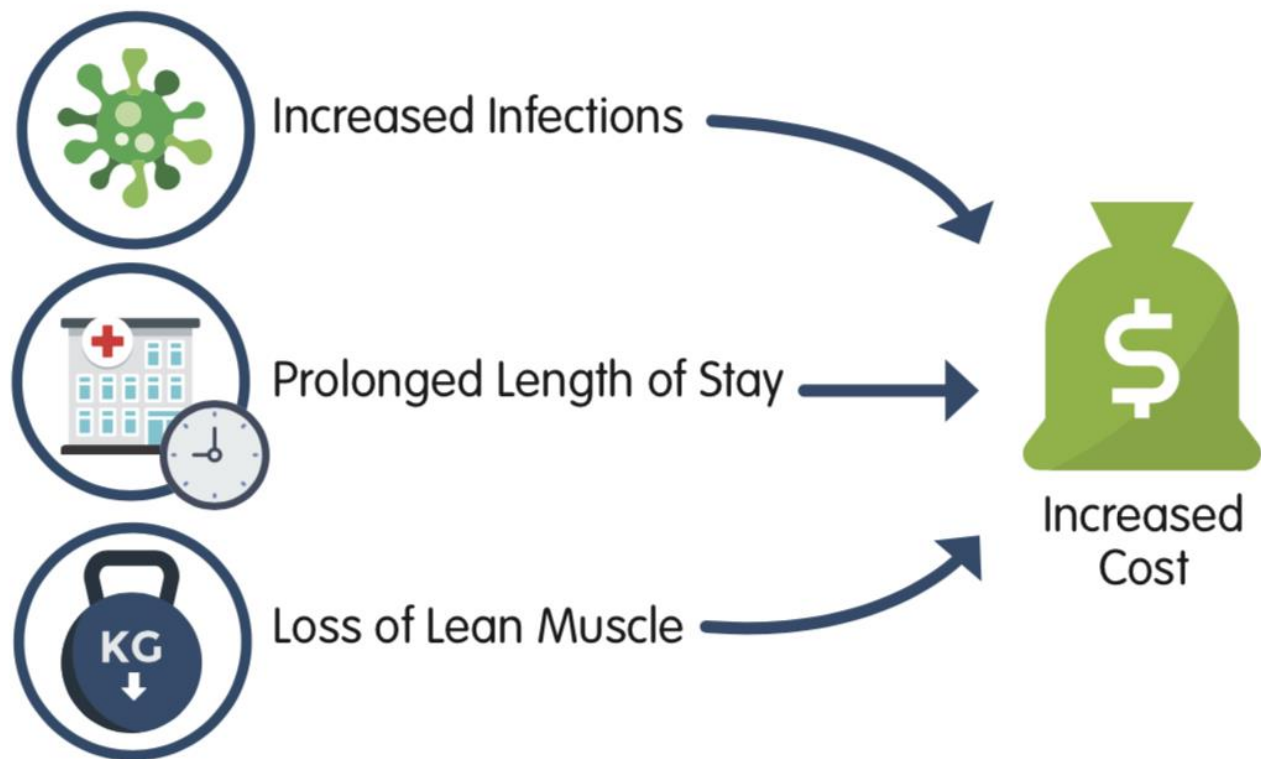 Increased Infections
Prolonged Length of Stay
$
Increased
Cost
KG
Loss of Lean Muscle